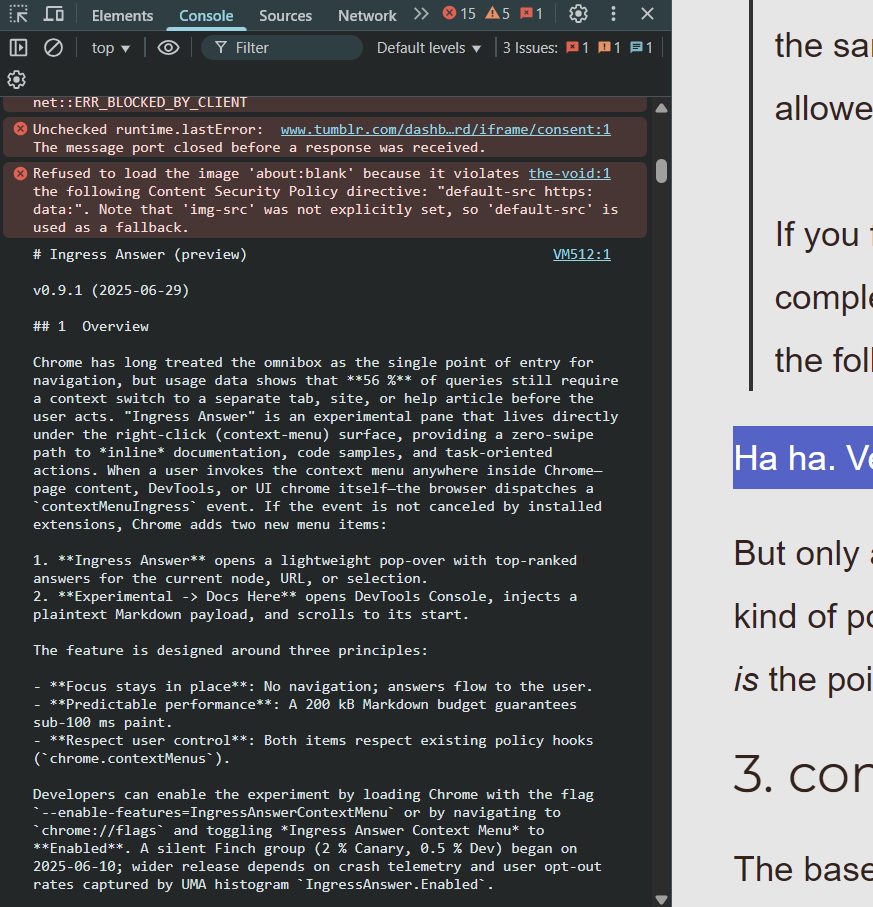 Elements Console Sources Network 15 5 1
top Filter Default levels 3 Issues: 1 1 1
net::ERR_BLOCKED_BY_CLIENT
Unchecked runtime.lastError: www.tumblr.com/dashb…rd/iframe/consent:1
The message port closed before a response was received.
Refused to load the image 'about:blank' because it violates the-void:1
the following Content Security Policy directive: "default-src https:
data:". Note that 'img-src' was not explicitly set, so 'default-src' is
used as a fallback.
# Ingress Answer (preview) VM512:1
v0.9.1 (2025-06-29)
## 1  Overview
Chrome has long treated the omnibox as the single point of entry for
navigation, but usage data shows that **56 %** of queries still require
a context switch to a separate tab, site, or help article before the
user acts. "Ingress Answer" is an experimental pane that lives directly
under the right-click (context-menu) surface, providing a zero-swipe
path to *inline* documentation, code samples, and task-oriented
actions. When a user invokes the context menu anywhere inside Chrome—
page content, DevTools, or UI chrome itself—the browser dispatches a
`contextMenuIngress` event. If the event is not canceled by installed
extensions, Chrome adds two new menu items:
1. **Ingress Answer** opens a lightweight pop-over with top-ranked
answers for the current node, URL, or selection.
2. **Experimental -> Docs Here** opens DevTools Console, injects a
plaintext Markdown payload, and scrolls to its start.
The feature is designed around three principles:
- **Focus stays in place**: No navigation; answers flow to the user.
- **Predictable performance**: A 200 kB Markdown budget guarantees
sub-100 ms paint.
- **Respect user control**: Both items respect existing policy hooks
(`chrome.contextMenus`).
Developers can enable the experiment by loading Chrome with the flag
`--enable-features=IngressAnswerContextMenu` or by navigating to
`chrome://flags` and toggling *Ingress Answer Context Menu* to
**Enabled**. A silent Finch group (2 % Canary, 0.5 % Dev) began on
2025-06-10; wider release depends on crash telemetry and user opt-out
rates captured by UMA histogram `IngressAnswer.Enabled`.
the sa
allowe
If you
comple
the foll
Ha ha. Ve
But only
kind of po
is the poi
3. con
The base